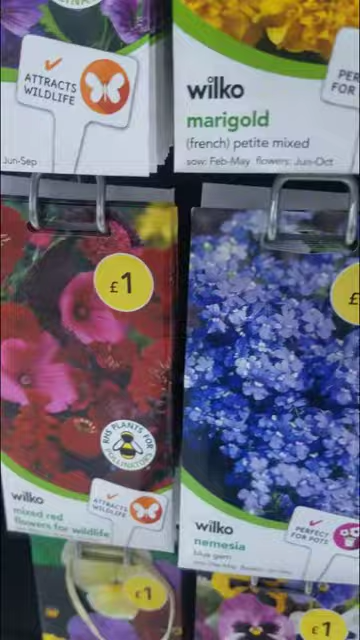 ATTRACTS
WILDLIFE
Jun-Sep
wilko
marigold
(french) petite mixed
sow: Feb-May flowers: Jun-Oct
PER
FOR
£1
RHS PLANTS FOR
POLLINATORS
wilko
mixed red
flowers for wildlife
ATTRACTS
WILDLIFE
£
wilko
nemesia
blue gem
PERFECT
FOR POTS
£1
£1